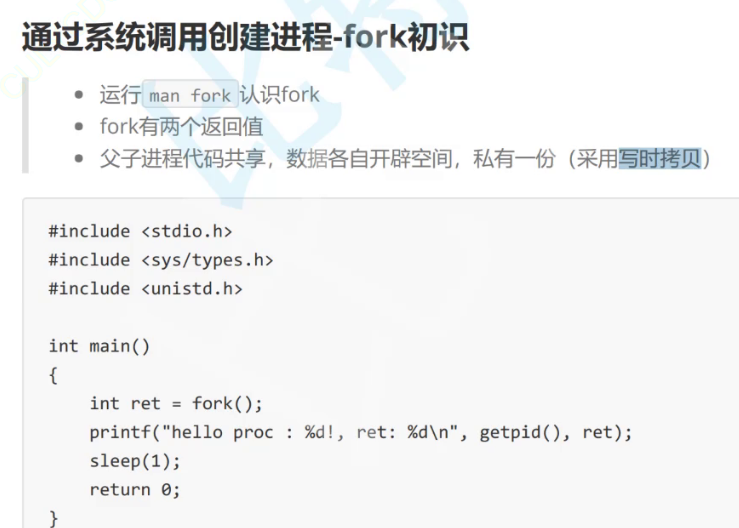 通过系统调用创建进程-fork初识
运行 man fork 认识fork
fork有两个返回值
父子进程代码共享，数据各自开辟空间，私有一份（采用写时拷贝）
#include <stdio.h>
#include <sys/types.h>
#include <unistd.h>
int main()
{
    int ret = fork();
    printf("hello proc : %d!, ret: %d\n", getpid(), ret);
    sleep(1);
    return 0;
}